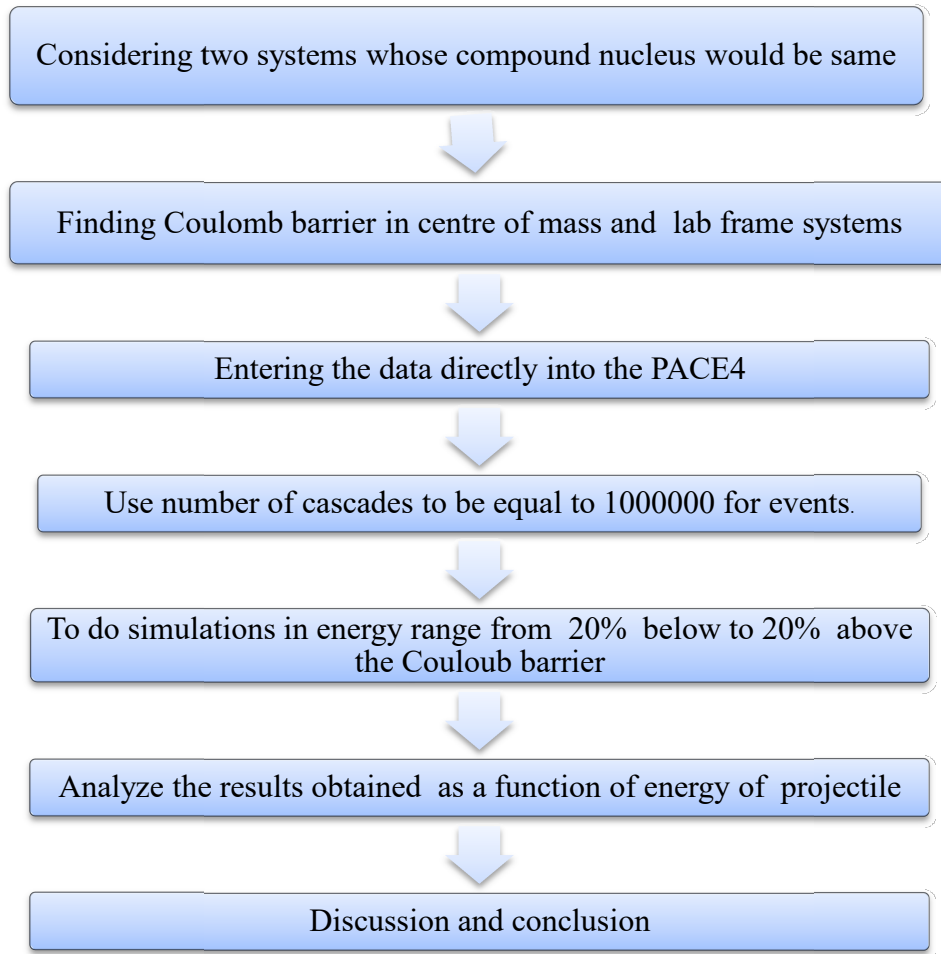 Considering two systems whose compound nucleus would be same
Finding Coulomb barrier in centre of mass and lab frame systems
Entering the data directly into the PACE4
Use number of cascades to be equal to 1000000 for events.
To do simulations in energy range from 20% below to 20% above
the Couloub barrier
Analyze the results obtained as a function of energy of projectile
Discussion and conclusion